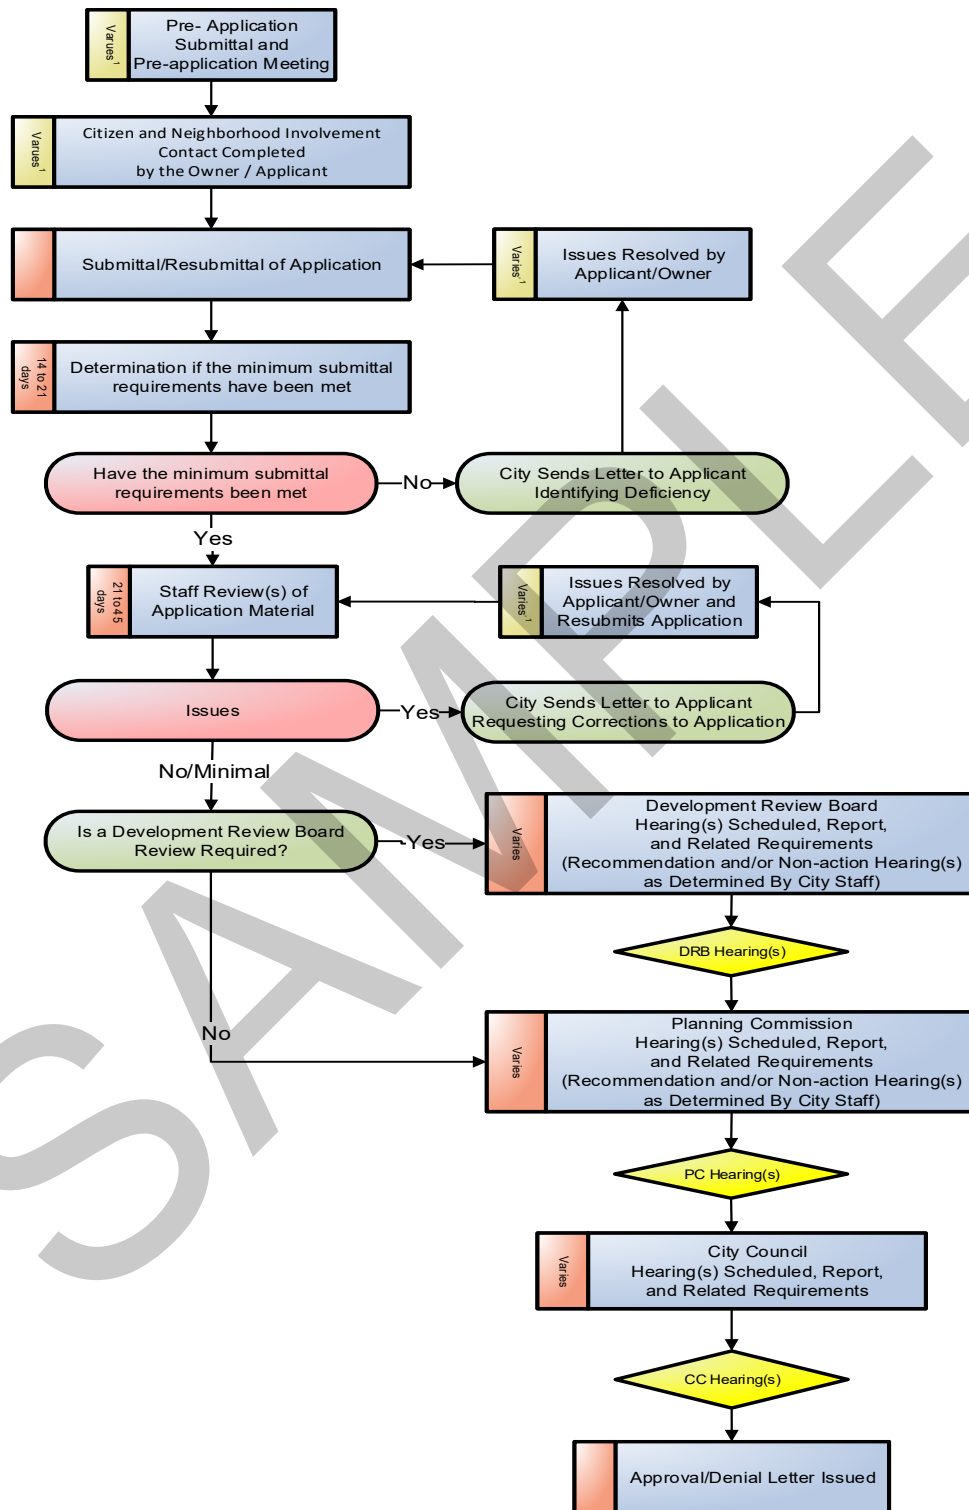 Pre- Application
Submittal and
Pre-application Meeting
Varues¹
Citizen and Neighborhood Involvement
Contact Completed
by the Owner / Applicant
Varues¹
Submittal/Resubmittal of Application
Issues Resolved by
Applicant/Owner
Varies-¹
Determination if the minimum submittal
requirements have been met
14 to 21
days
Have the minimum submittal
requirements been met
No
City Sends Letter to Applicant
Identifying Deficiency
Yes
Staff Review(s) of
Application Material
21 to 45
days
Issues Resolved by
Applicant/Owner and
Resubmits Application
Varies-¹
Issues
Yes
City Sends Letter to Applicant
Requesting Corrections to Application
No/Minimal
Is a Development Review Board
Review Required?
Yes
Development Review Board
Hearing(s) Scheduled, Report,
and Related Requirements
(Recommendation and/or Non-action Hearing(s)
as Determined By City Staff)
Varies
DRB Hearing(s)
No
Planning Commission
Hearing(s) Scheduled, Report,
and Related Requirements
(Recommendation and/or Non-action Hearing(s)
as Determined By City Staff)
Varies
PC Hearing(s)
City Council
Hearing(s) Scheduled, Report,
and Related Requirements
Varies
CC Hearing(s)
Approval/Denial Letter Issued
SAMPLE